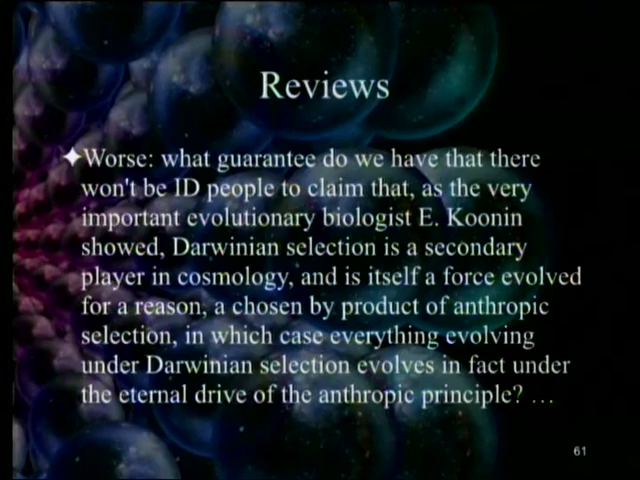 Reviews
Worse: what guarantee do we have that there
won't be ID people to claim that, as the very
important evolutionary biologist E. Koonin
showed, Darwinian selection is a secondary
player in cosmology, and is itself a force evolved
for a reason, a chosen by product of anthropic
selection, in which case everything evolving
under Darwinian selection evolves in fact under
the eternal drive of the anthropic principle? …
61